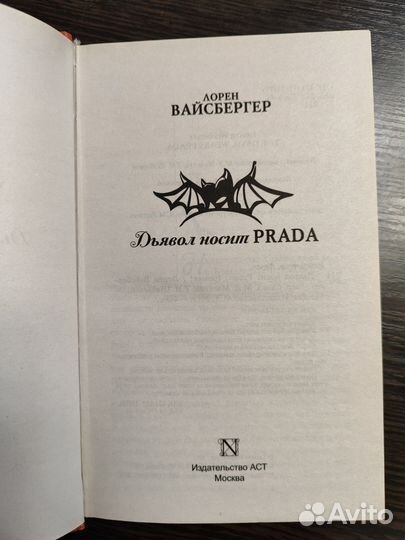 ЛОРЕН
ВАЙСБЕРГЕР
Дьявол носит PRADA
N
Издательство АСТ
Москва
Avito